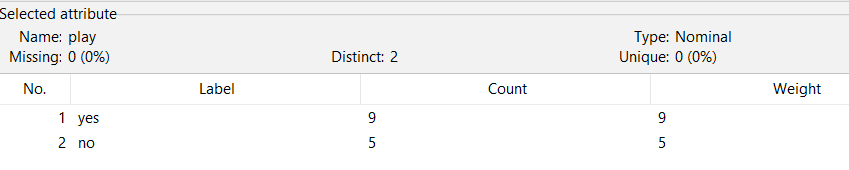 Selected attribute
Name: play Type: Nominal
Missing: 0 (0%) Distinct: 2 Unique: 0 (0%)
No. Label Count Weight
1 yes 9 9
2 no 5 5